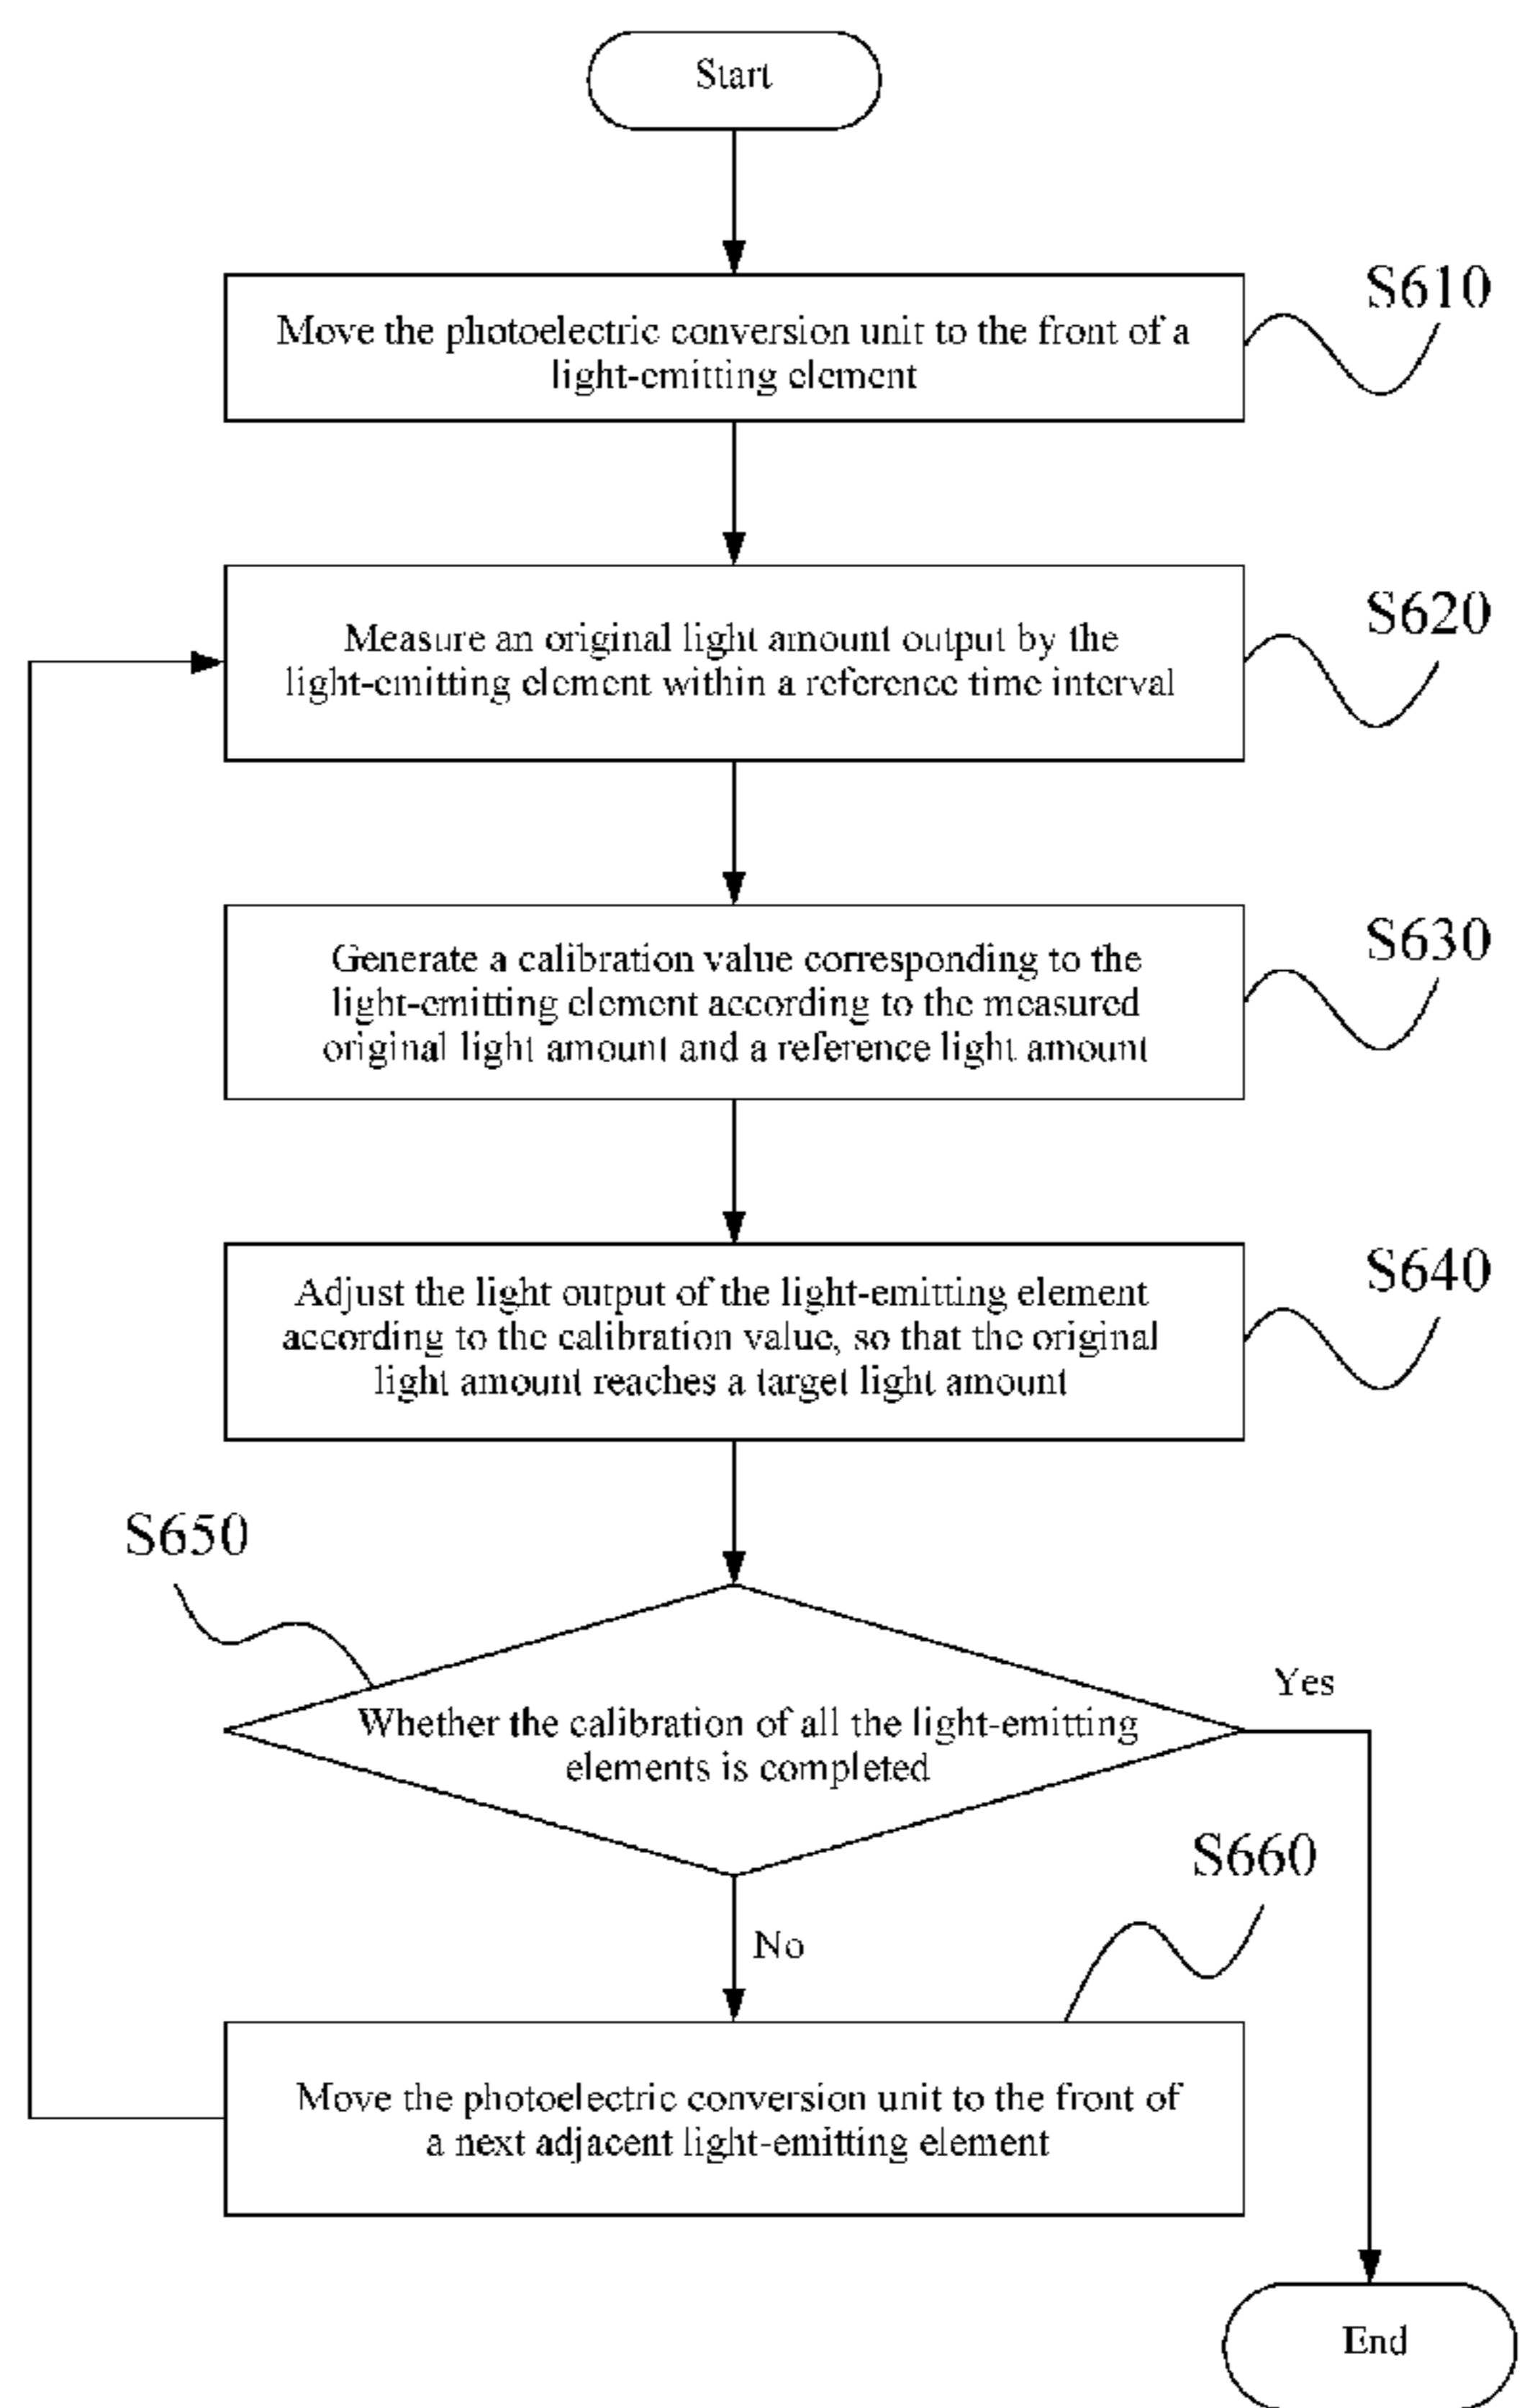 Start
S610
Move the photoelectric conversion unit to the front of a
light-emitting element
S620
Measure an original light amount output by the
light-emitting element within a reference time interval
S630
Generate a calibration value corresponding to the
light-emitting element according to the measured
original light amount and a reference light amount
S640
Adjust the light output of the light-emitting element
according to the calibration value, so that the original
light amount reaches a target light amount
S650
Yes
Whether the calibration of all the light-emitting
elements is completed
S660
No
Move the photoelectric conversion unit to the front of
a next adjacent light-emitting element
End